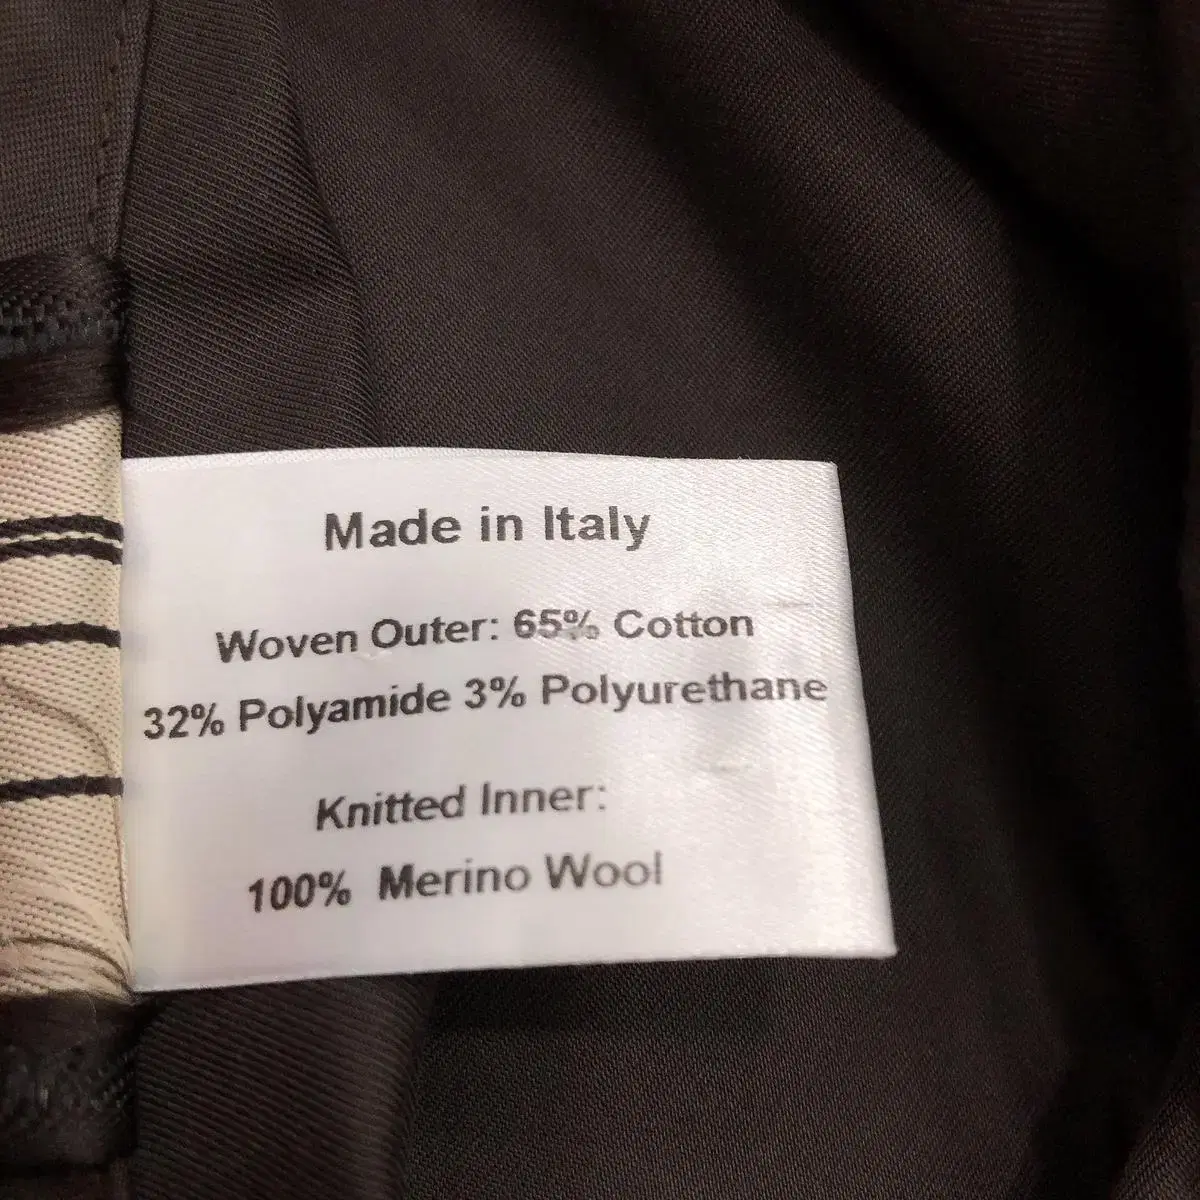 Made in Italy
Woven Outer: 65% Cotton
32% Polyamide 3% Polyurethane
Knitted Inner:
100% Merino Wool